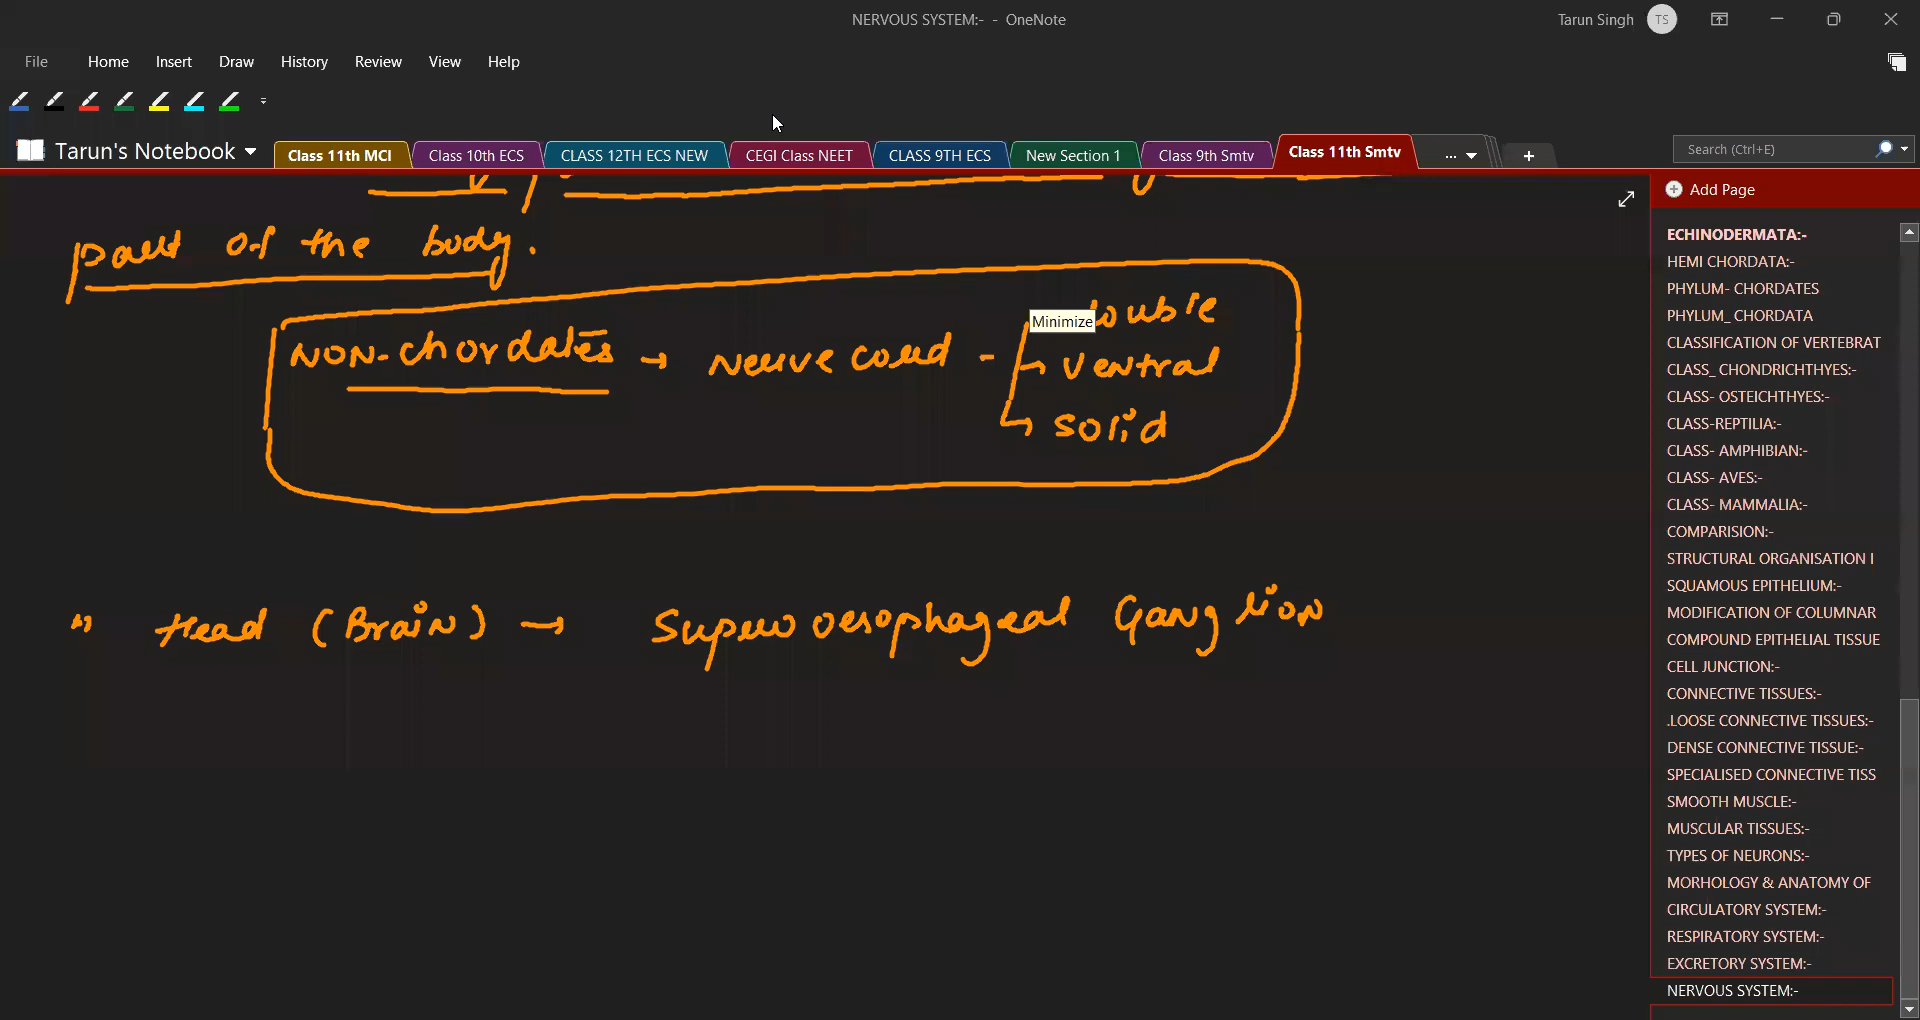 NERVOUS SYSTEM:- - OneNote
Tarun Singh TS
File Home Insert Draw History Review View Help
Tarun's Notebook
Class 11th MCI Class 10th ECS CLASS 12TH ECS NEW CEGI Class NEET CLASS 9TH ECS New Section 1 Class 9th Smtv Class 11th Smtv ... +
Search (Ctrl+E)
part of the body.
Minimize
ouble
Non-chordates → Nerve cord -
↳ ventral
↳ solid
" Head (Brain) → Supra oesophageal Ganglion
Add Page
ECHINODERMATA:-
HEMI CHORDATA:-
PHYLUM- CHORDATES
PHYLUM_ CHORDATA
CLASSIFICATION OF VERTEBRAT
CLASS_ CHONDRICHTHYES:-
CLASS- OSTEICHTHYES:-
CLASS-REPTILIA:-
CLASS- AMPHIBIAN:-
CLASS- AVES:-
CLASS- MAMMALIA:-
COMPARISION:-
STRUCTURAL ORGANISATION I
SQUAMOUS EPITHELIUM:-
MODIFICATION OF COLUMNAR
COMPOUND EPITHELIAL TISSUE
CELL JUNCTION:-
CONNECTIVE TISSUES:-
.LOOSE CONNECTIVE TISSUES:-
DENSE CONNECTIVE TISSUE:-
SPECIALISED CONNECTIVE TISS
SMOOTH MUSCLE:-
MUSCULAR TISSUES:-
TYPES OF NEURONS:-
MORHOLOGY & ANATOMY OF
CIRCULATORY SYSTEM:-
RESPIRATORY SYSTEM:-
EXCRETORY SYSTEM:-
NERVOUS SYSTEM:-